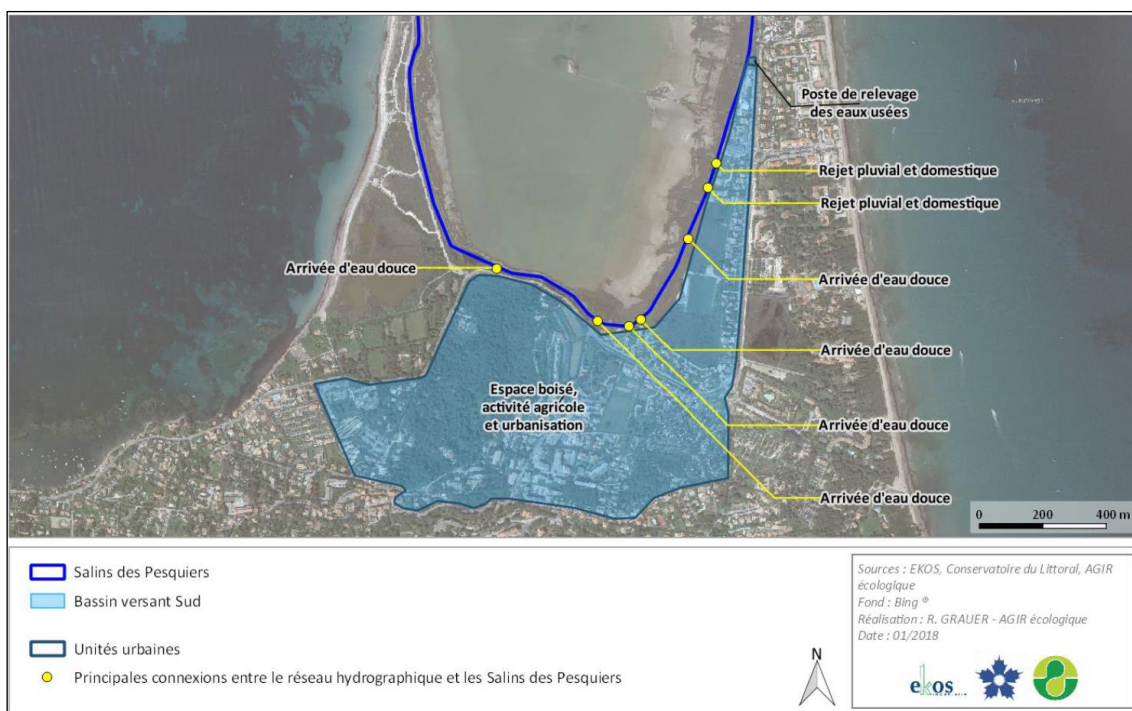 Poste de relevage
des eaux usées
Rejet pluvial et domestique
Rejet pluvial et domestique
Arrivée d'eau douce
Arrivée d'eau douce
Arrivée d'eau douce
Espace boisé,
activité agricole
et urbanisation
Arrivée d'eau douce
Arrivée d'eau douce
0 200 400 m
Salins des Pesquiers
Bassin versant Sud
Unités urbaines
Principales connexions entre le réseau hydrographique et les Salins des Pesquiers
N
Sources : EKOS, Conservatoire du Littoral, AGIR
écologique
Fond : Bing ®
Réalisation : R. GRAUER - AGIR écologique
Date : 01/2018
ekos